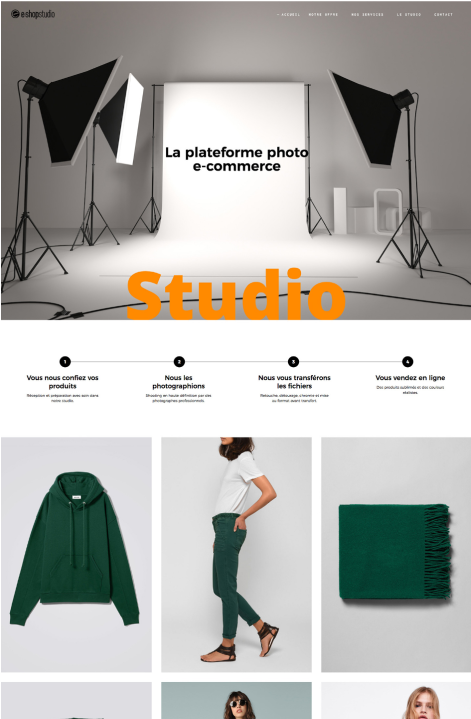 e·shopstudio
ACCUEIL NOTRE OFFRE NOS SERVICES LE STUDIO CONTACT
La plateforme photo
e-commerce
Studio
1 2 3 4
Vous nous confiez vos
produits
Réception et préparation avec soin dans
notre studio.
Nous les
photographions
Shooting en haute définition par des
photographes professionnels.
Nous vous transférons
les fichiers
Retouche, détourage, chromie et mise
au format avant transfert.
Vous vendez en ligne
Des produits sublimés et des couleurs
réalistes.